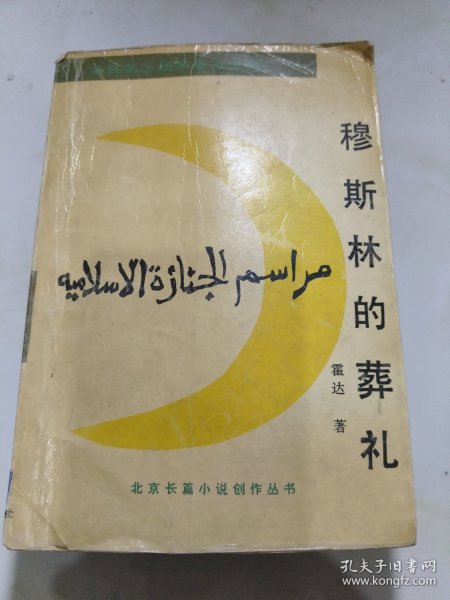 穆斯林的葬礼
مراسم الجنازة الاسلاميه
霍达 著
北京长篇小说创作丛书
社
孔夫子旧书网
www.kongfz.com